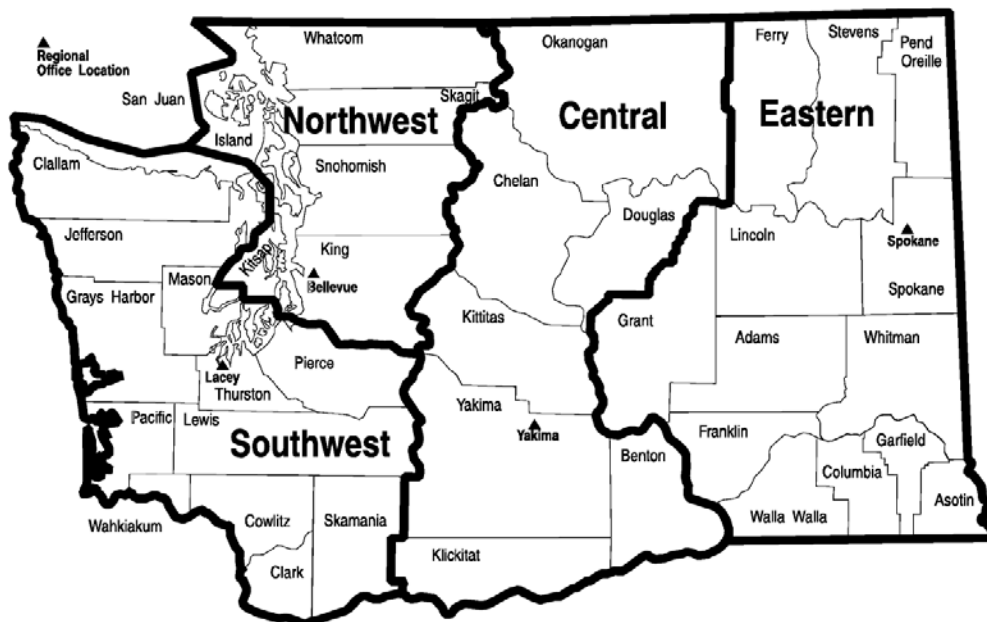 Whatcom
Okanogan
Ferry
Stevens
Pend
Oreille
▲
Regional
Office Location
San Juan
Skagit
Northwest
Central
Eastern
Island
Clallam
Snohomish
Chelan
Douglas
Jefferson
King
Kitsap
Lincoln
▲
Spokane
Mason
▲
Bellevue
Grays Harbor
Spokane
Kittitas
Grant
Adams
Whitman
Pierce
▲
Lacey
Thurston
Yakima
▲
Yakima
Pacific
Lewis
Southwest
Franklin
Garfield
Benton
Columbia
Asotin
Wahkiakum
Cowlitz
Skamania
Walla Walla
Klickitat
Clark